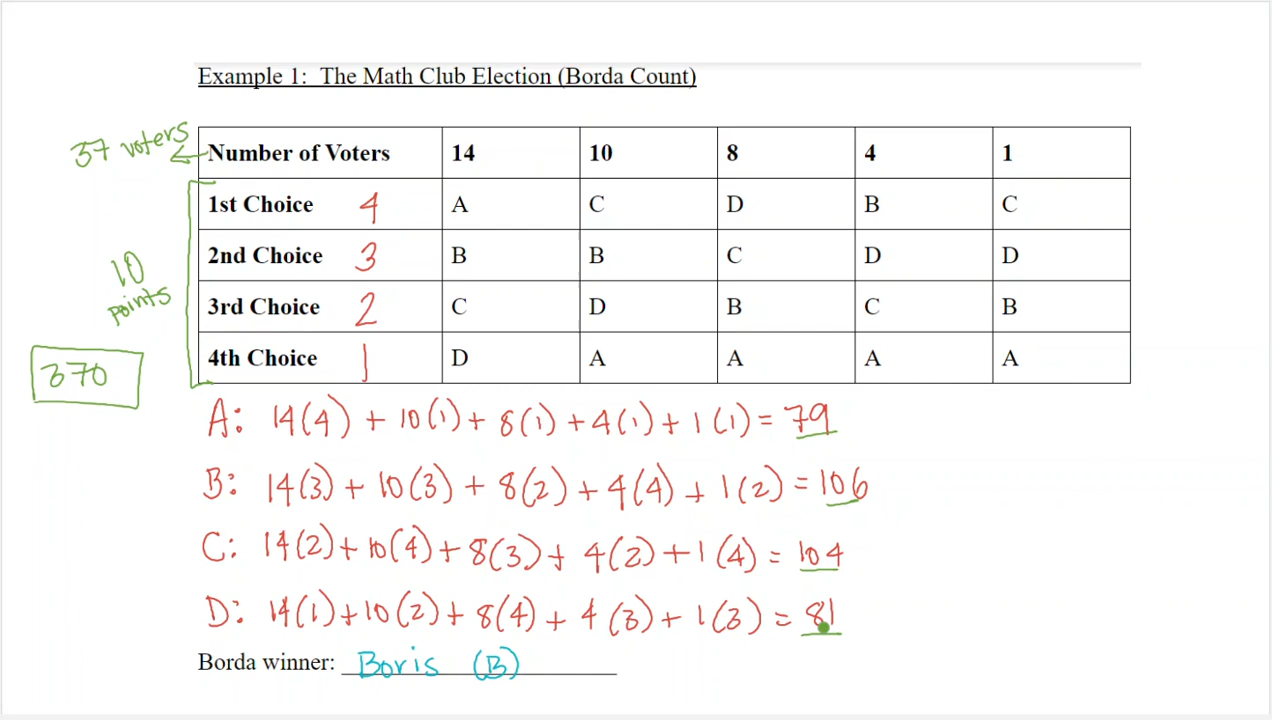 Example 1: The Math Club Election (Borda Count)
37 voters
Number of Voters 14 10 8 4 1
1st Choice 4 A C D B C
2nd Choice 3 B B C D D
10 points
3rd Choice 2 C D B C B
4th Choice 1 D A A A A
370
A: 14(4) + 10(1) + 8(1) + 4(1) + 1(1) = 79
B: 14(3) + 10(3) + 8(2) + 4(4) + 1(2) = 106
C: 14(2) + 10(4) + 8(3) + 4(2) + 1(4) = 104
D: 14(1) + 10(2) + 8(4) + 4(3) + 1(3) = 81
Borda winner: Boris (B)